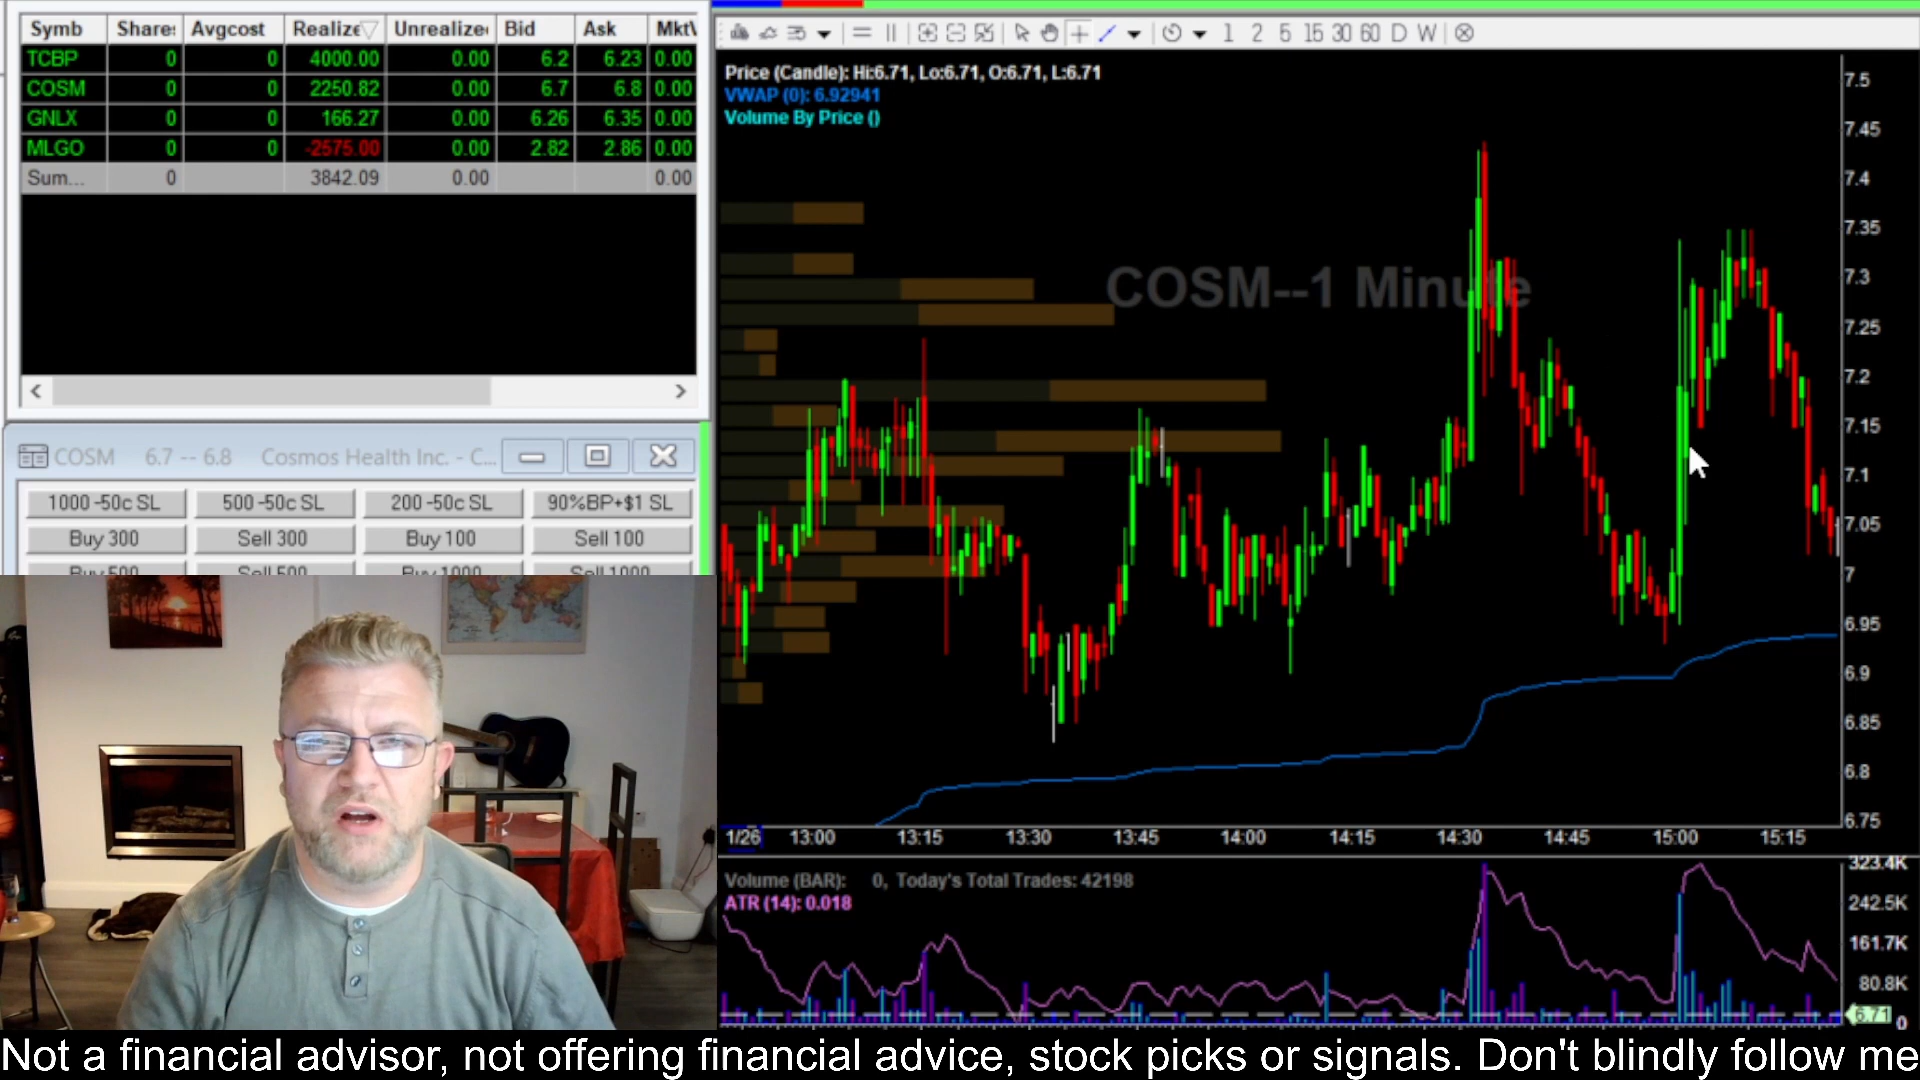 Symb Share: Avgcost Realize Unrealize Bid Ask Mkt
TCBP 0 0 4000.00 0.00 6.2 6.23 0.00
COSM 0 0 2250.82 0.00 6.7 6.8 0.00
GNLX 0 0 166.27 0.00 6.26 6.35 0.00
MLGO 0 0 -2575.00 0.00 2.82 2.86 0.00
Sum... 0 3842.09 0.00 0.00
COSM 6.7 -- 6.8 Cosmos Health Inc. - C...
1000 -50c SL 500 -50c SL 200 -50c SL 90%BP+$1 SL
Buy 300 Sell 300 Buy 100 Sell 100
Buy 500 Sell 500 Buy 1000 Sell 1000
1 2 5 15 30 60 D W
Price (Candle): Hi:6.71, Lo:6.71, O:6.71, L:6.71
VWAP (0): 6.92941
Volume By Price ()
COSM--1 Minute
7.5
7.45
7.4
7.35
7.3
7.25
7.2
7.15
7.1
7.05
7
6.95
6.9
6.85
6.8
6.75
1/26 13:00 13:15 13:30 13:45 14:00 14:15 14:30 14:45 15:00 15:15
Volume (BAR): 0, Today's Total Trades: 42198
ATR (14): 0.018
323.4K
242.5K
161.7K
80.8K
6.71 0
Not a financial advisor, not offering financial advice, stock picks or signals. Don't blindly follow me